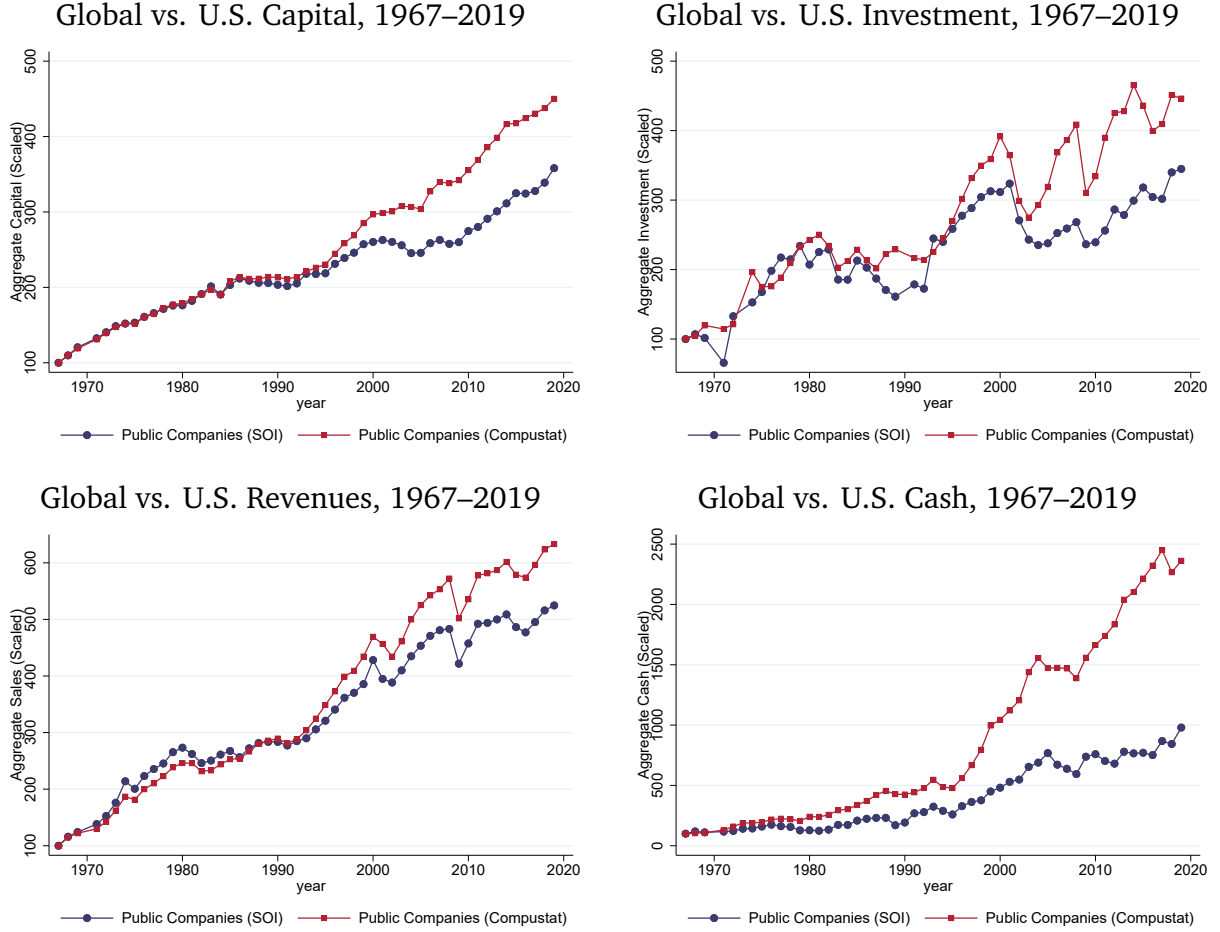 Global vs. U.S. Capital, 1967–2019
Aggregate Capital (Scaled)
500
400
300
200
100
1970 1980 1990 2000 2010 2020
year
Public Companies (SOI) Public Companies (Compustat)
Global vs. U.S. Investment, 1967–2019
Aggregate Investment (Scaled)
500
400
300
200
100
1970 1980 1990 2000 2010 2020
year
Public Companies (SOI) Public Companies (Compustat)
Global vs. U.S. Revenues, 1967–2019
Aggregate Sales (Scaled)
600
500
400
300
200
100
1970 1980 1990 2000 2010 2020
year
Public Companies (SOI) Public Companies (Compustat)
Global vs. U.S. Cash, 1967–2019
Aggregate Cash (Scaled)
2500
2000
1500
1000
500
0
1970 1980 1990 2000 2010 2020
year
Public Companies (SOI) Public Companies (Compustat)